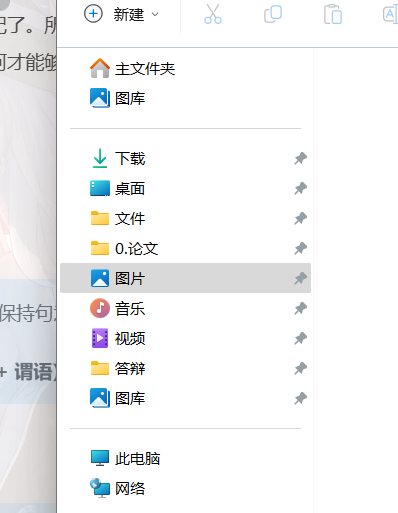 新建
记了。所
何才能够
主文件夹
图库
下载
桌面
文件
0.论文
图片
音乐
保持句
视频
+ 谓语)
答辩
图库
此电脑
网络